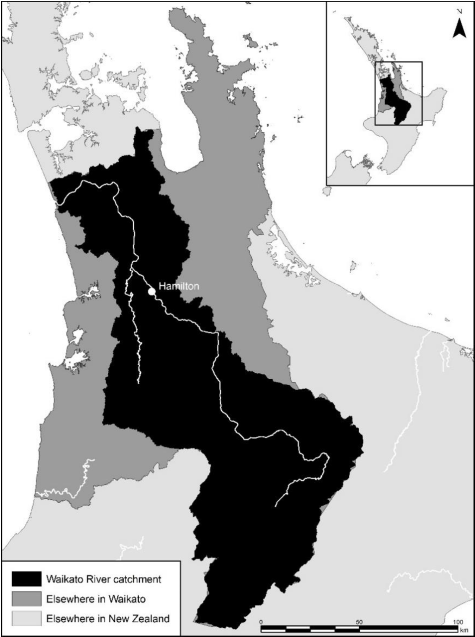 N
Hamilton
Waikato River catchment
Elsewhere in Waikato
Elsewhere in New Zealand
0 50 100
km